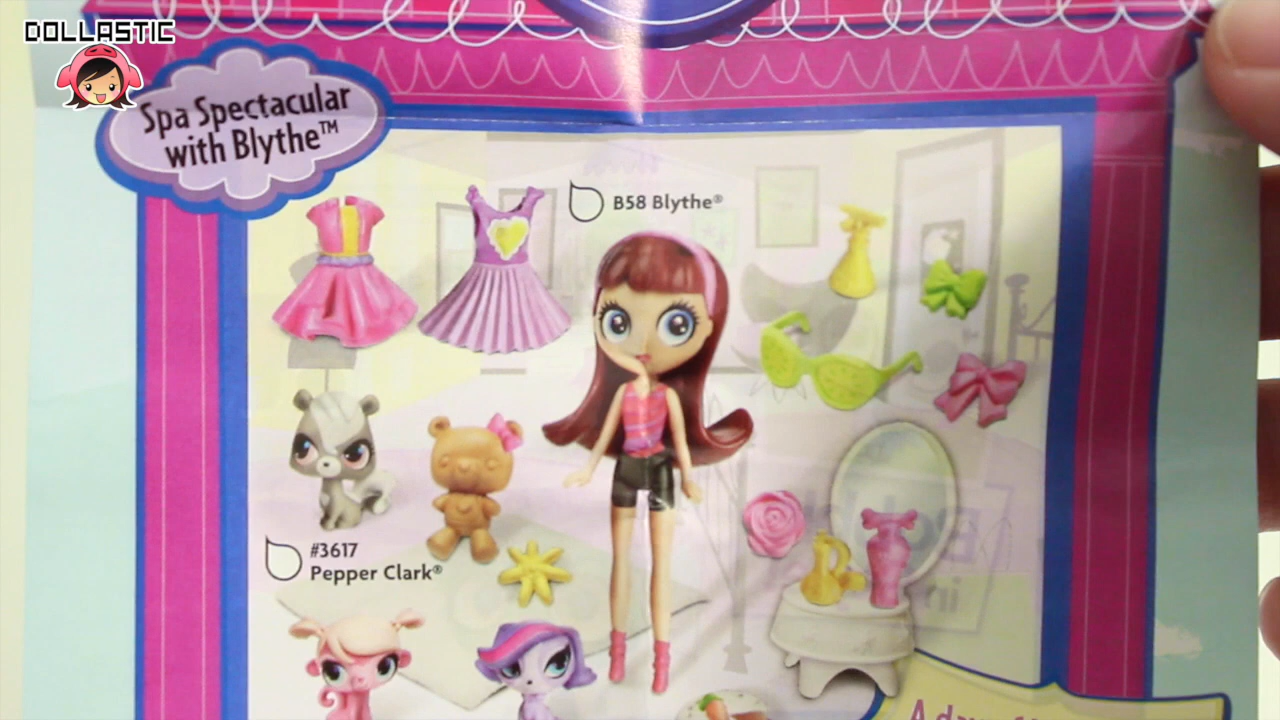 DOLLASTIC
Spa Spectacular
with Blythe™
B58 Blythe®
#3617
Pepper Clark®